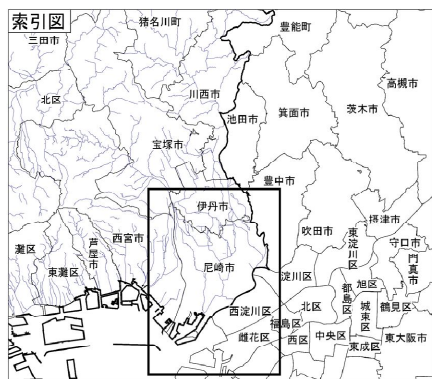 索引図
猪名川町
豊能町
三田市
高槻市
北区
川西市
池田市
箕面市
茨木市
宝塚市
豊中市
伊丹市
摂津市
吹田市
東淀川区
守口市
灘区
芦屋市
西宮市
門真市
東灘区
尼崎市
淀川区
旭区
都島区
西淀川区
北区
城東区
鶴見区
福島区
此花区
西区
中央区
東成区
東大阪市